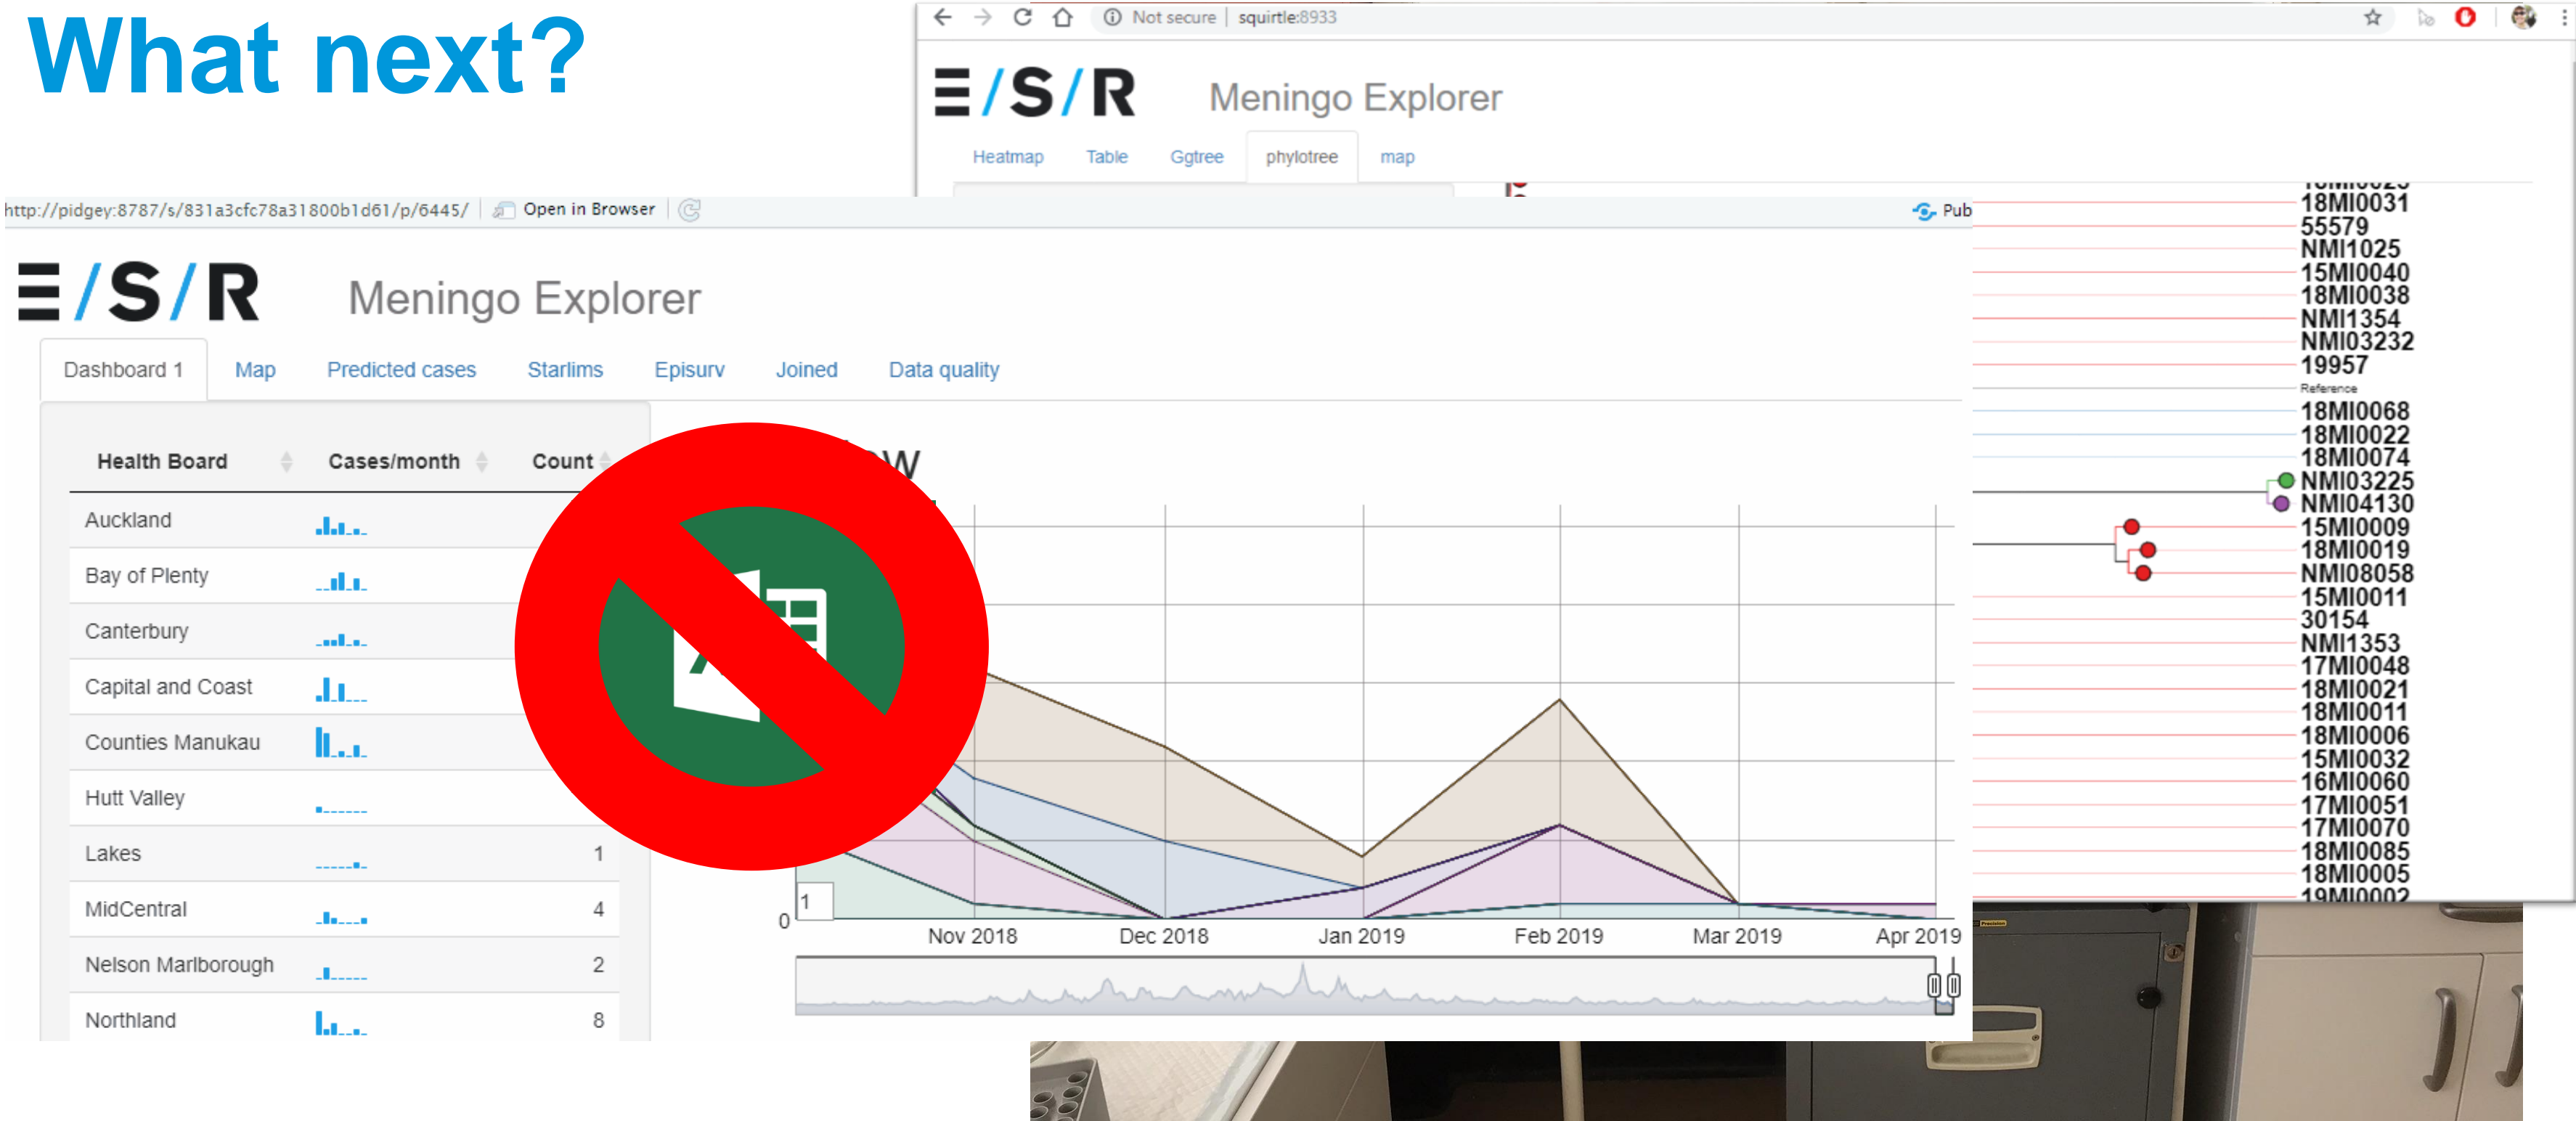 What next?
Not secure | squirtle:8933
E/S/R Meningo Explorer
Heatmap Table Ggtree phylotree map
http://pidgey:8787/s/831a3cfc78a31800b1d61/p/6445/ Open in Browser
Pub
E/S/R Meningo Explorer
Dashboard 1 Map Predicted cases Starlims Episurv Joined Data quality
Health Board Cases/month Count
Auckland
Bay of Plenty
Canterbury
Capital and Coast
Counties Manukau
Hutt Valley
Lakes 1
MidCentral 4
Nelson Marlborough 2
Northland 8
1
0
Nov 2018 Dec 2018 Jan 2019 Feb 2019 Mar 2019 Apr 2019
18MI0031
55579
NMI1025
15MI0040
18MI0038
NMI1354
NMI03232
19957
Reference
18MI0068
18MI0022
18MI0074
NMI03225
NMI04130
15MI0009
18MI0019
NMI08058
15MI0011
30154
NMI1353
17MI0048
18MI0021
18MI0011
18MI0006
15MI0032
16MI0060
17MI0051
17MI0070
18MI0085
18MI0005
19MI0002